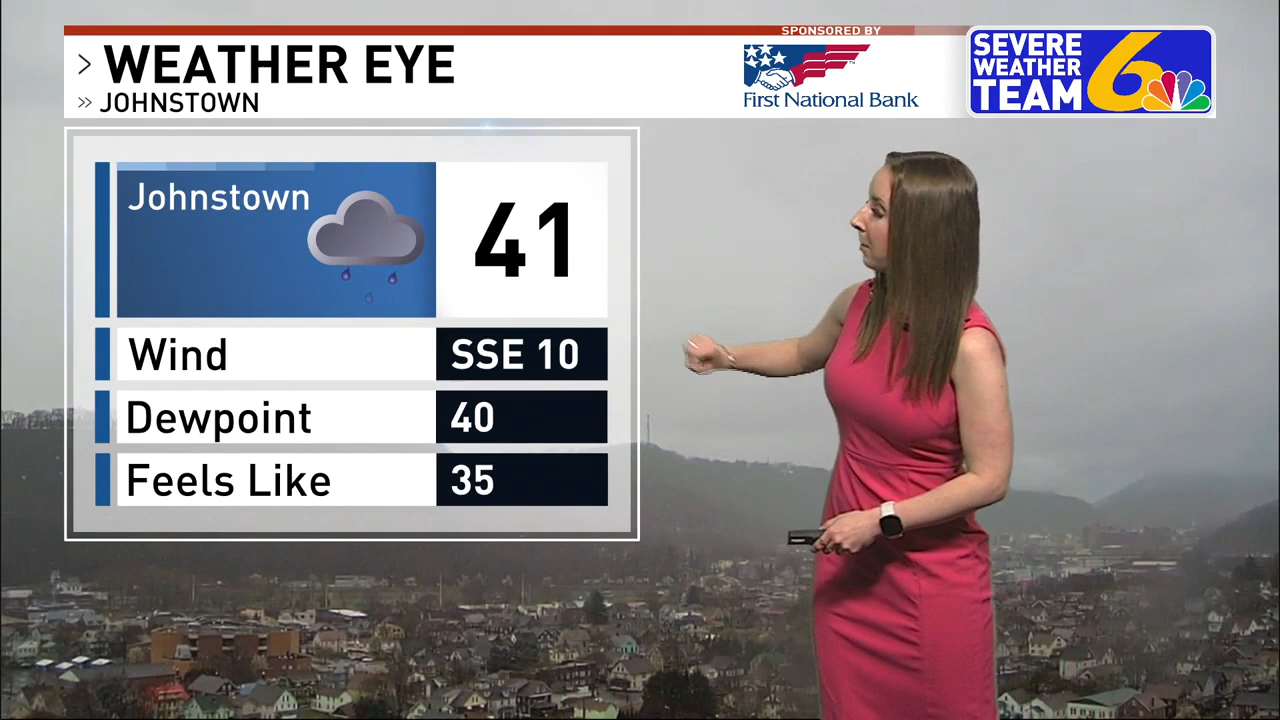 SPONSORED BY
> WEATHER EYE
» JOHNSTOWN
First National Bank
SEVERE
WEATHER
TEAM 6
Johnstown
41
Wind SSE 10
Dewpoint 40
Feels Like 35